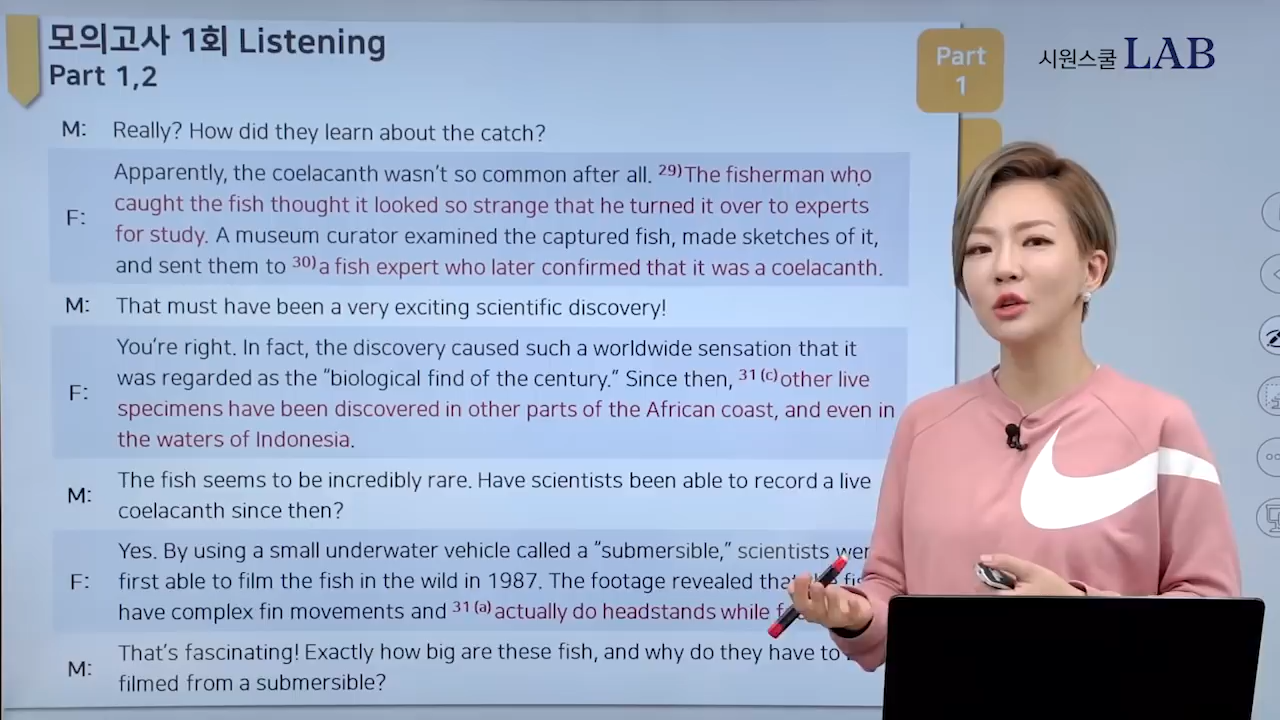 모의고사 1회 Listening
Part 1,2
Part
1
시원스쿨 LAB
M: Really? How did they learn about the catch?
Apparently, the coelacanth wasn't so common after all. 29) The fisherman who
F: caught the fish thought it looked so strange that he turned it over to experts
for study. A museum curator examined the captured fish, made sketches of it,
and sent them to 30) a fish expert who later confirmed that it was a coelacanth.
M: That must have been a very exciting scientific discovery!
You're right. In fact, the discovery caused such a worldwide sensation that it
F: was regarded as the “biological find of the century.” Since then, 31 (c) other live
specimens have been discovered in other parts of the African coast, and even in
the waters of Indonesia.
M: The fish seems to be incredibly rare. Have scientists been able to record a live
coelacanth since then?
Yes. By using a small underwater vehicle called a “submersible,” scientists
F: first able to film the fish in the wild in 1987. The footage revealed
have complex fin movements and 31 (a) actually do headstands while
M: That's fascinating! Exactly how big are these fish, and why do they have to
filmed from a submersible?